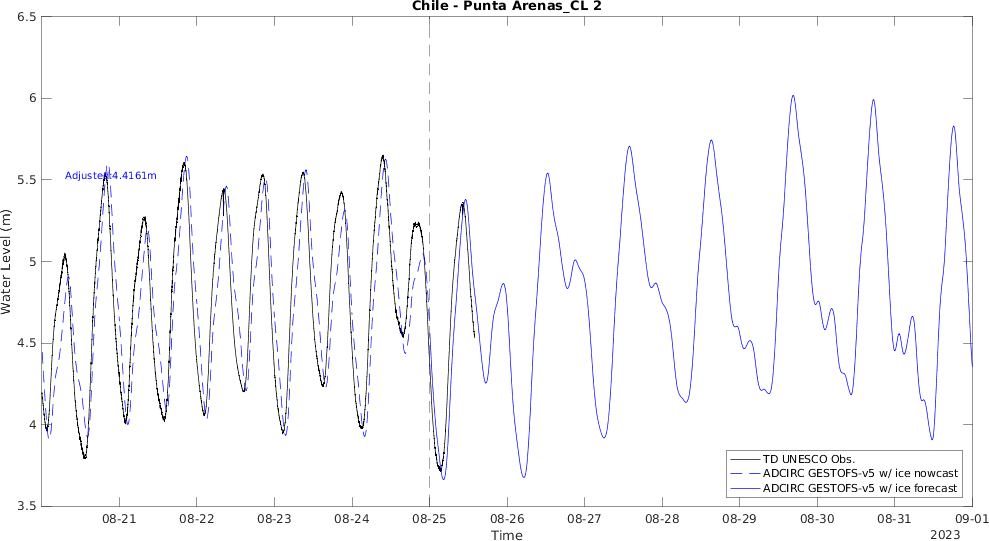 Chile - Punta Arenas_CL 2
6.5
6
5.5
5
4.5
4
3.5
Water Level (m)
Adjusted:4.4161m
TD UNESCO Obs.
ADCIRC GESTOFS-v5 w/ ice nowcast
ADCIRC GESTOFS-v5 w/ ice forecast
08-21 08-22 08-23 08-24 08-25 08-26 08-27 08-28 08-29 08-30 08-31 09-01
Time
2023